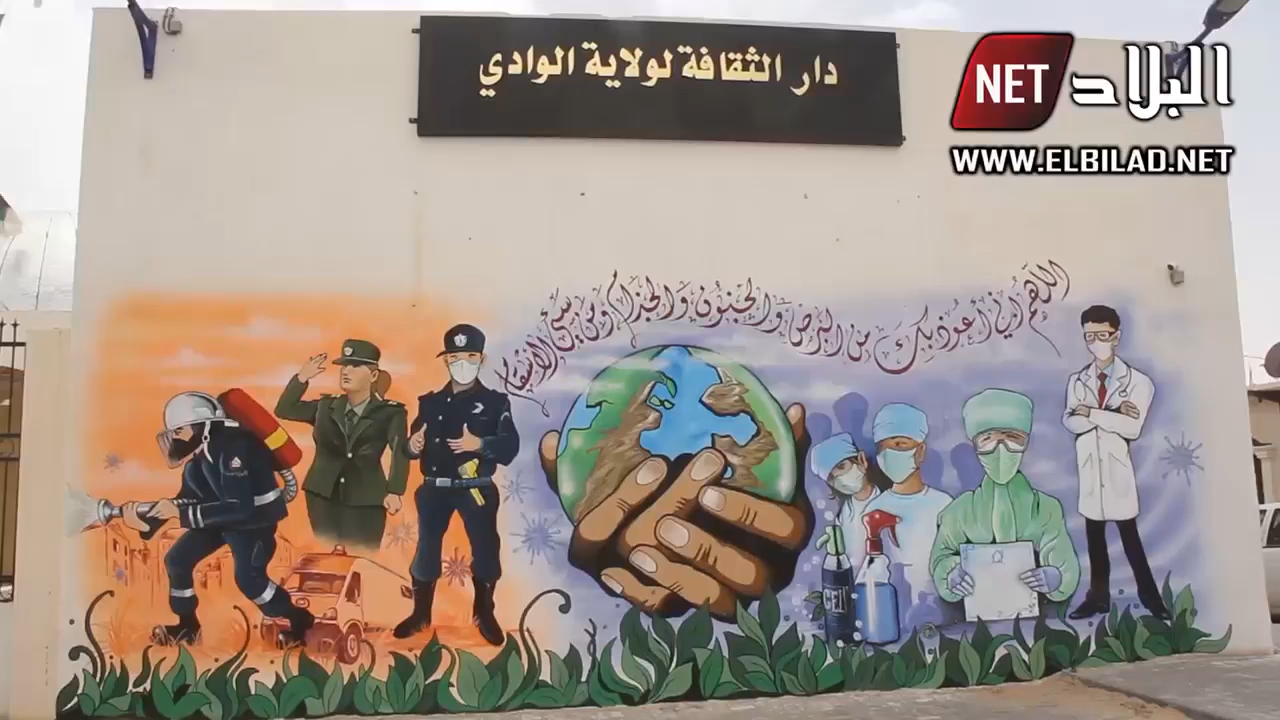 دار الثقافة لولاية الوادي
NET البلاد
WWW.ELBILAD.NET
اللهم اني أعوذ بك من البرص والجنون والجذام ومن سيئ الأسقام